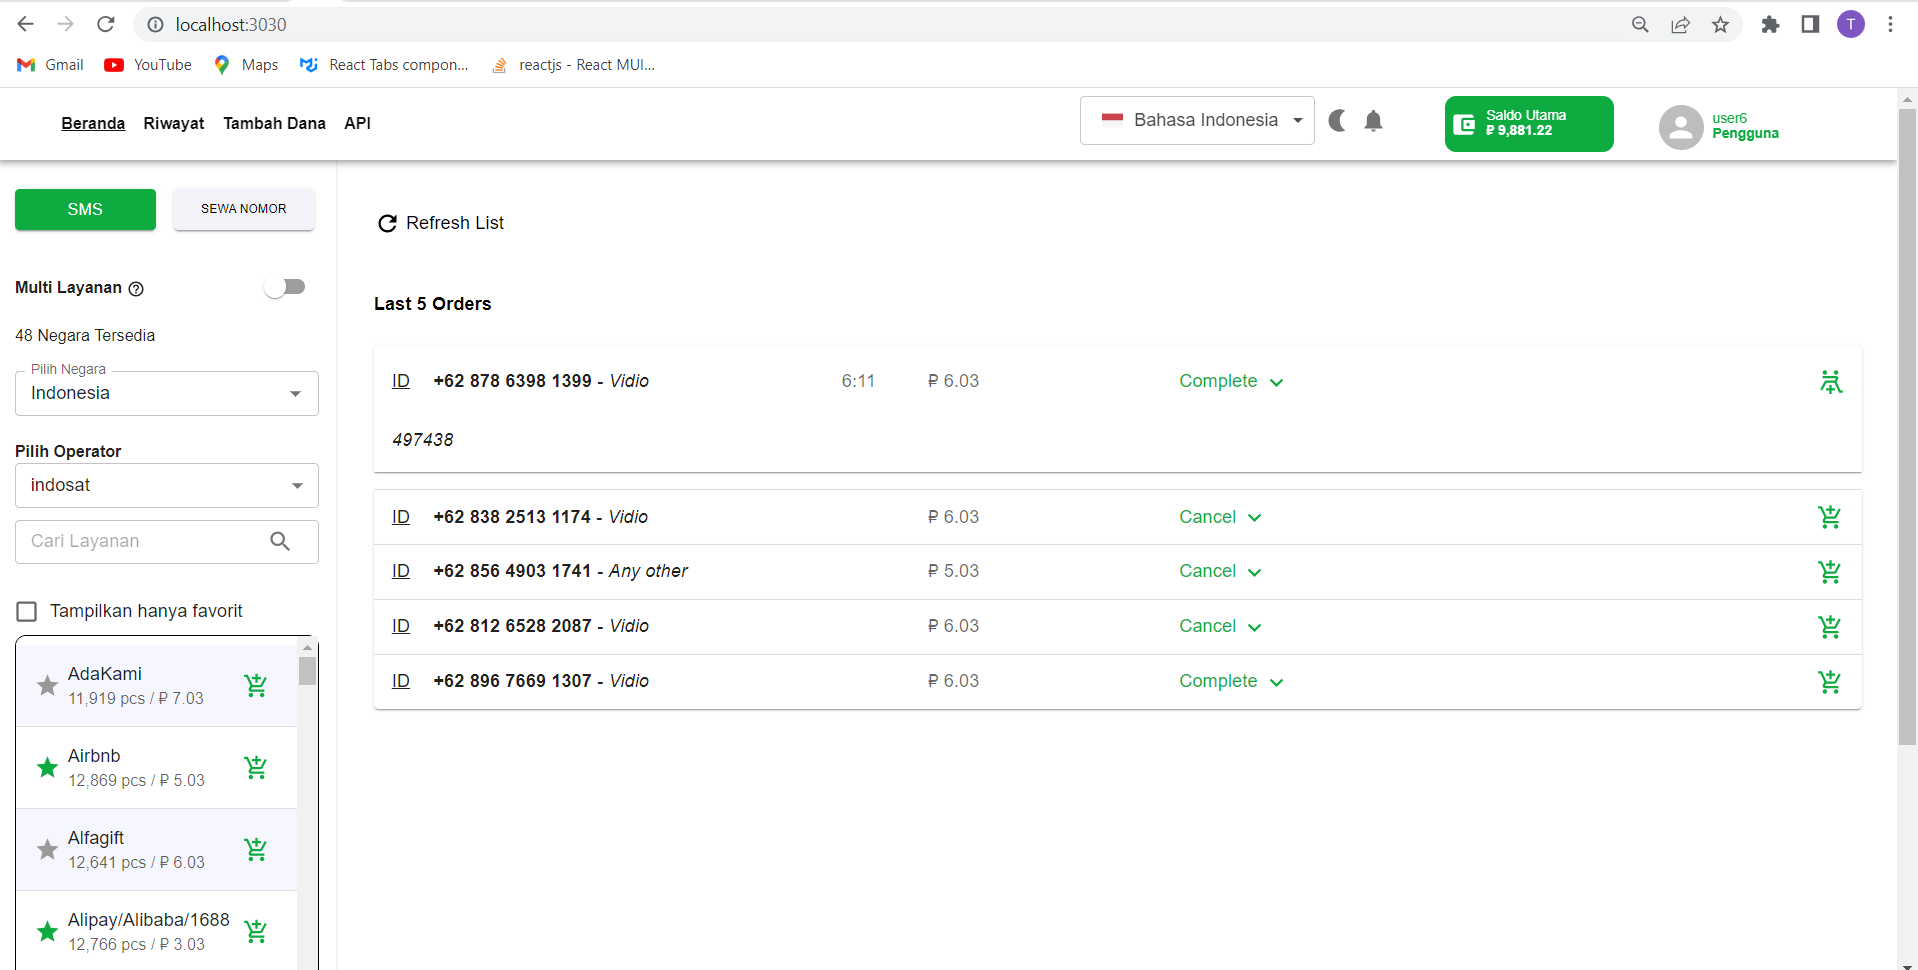 localhost:3030
T
Gmail YouTube Maps React Tabs compon... reactjs - React MUI...
Beranda Riwayat Tambah Dana API
Bahasa Indonesia
Saldo Utama
₽ 9,881.22
user6
Pengguna
SMS SEWA NOMOR
Multi Layanan ?
48 Negara Tersedia
Pilih Negara
Indonesia
Pilih Operator
indosat
Cari Layanan
Tampilkan hanya favorit
AdaKami
11,919 pcs / ₽ 7.03
Airbnb
12,869 pcs / ₽ 5.03
Alfagift
12,641 pcs / ₽ 6.03
Alipay/Alibaba/1688
12,766 pcs / ₽ 3.03
Refresh List
Last 5 Orders
ID +62 878 6398 1399 - Vidio 6:11 ₽ 6.03 Complete
497438
ID +62 838 2513 1174 - Vidio ₽ 6.03 Cancel
ID +62 856 4903 1741 - Any other ₽ 5.03 Cancel
ID +62 812 6528 2087 - Vidio ₽ 6.03 Cancel
ID +62 896 7669 1307 - Vidio ₽ 6.03 Complete